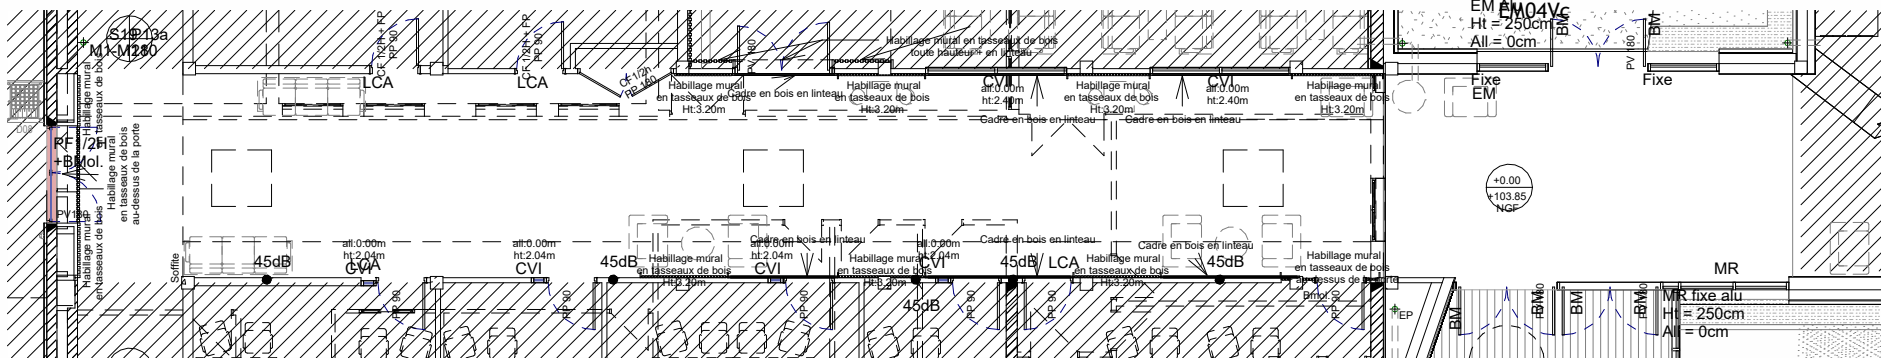 EM04Vc
Ht = 250cm
All = 0cm
BM
BM
PV 180
Fixe
EM
Fixe
CF 1/2H + FP
PP 90
CF 1/2H + FP
PP 90
PV 180
CF 1/2h
PP 180
Habillage mural en tasseaux de bois
toute hauteur + en linteau
LCA
LCA
Habillage mural
en tasseaux de bois
Ht:3.20m
Cadre en bois en linteau
Habillage mural
en tasseaux de bois
Ht:3.20m
CVI
all:0.00m
ht:2.40m
Cadre en bois en linteau
Habillage mural
en tasseaux de bois
Ht:3.20m
CVI
all:0.00m
ht:2.40m
Cadre en bois en linteau
Habillage mural
en tasseaux de bois
Ht:3.20m
Habillage mural
en tasseaux de bois
PF1/2H
+BMol.
Habillage mural
en tasseaux de bois
au-dessus de la porte
PV180
Habillage mural
en tasseaux de bois
+0.00
+103.85
NGF
Soffite
45dB
all:0.00m
ht:2.04m
LCA
CVI
all:0.00m
ht:2.04m
CVI
45dB
Habillage mural
en tasseaux de bois
Ht:3.20m
Cadre en bois en linteau
all:0.00m
ht:2.04m
CVI
Habillage mural
en tasseaux de bois
Ht:3.20m
all:0.00m
ht:2.04m
CVI
45dB
Cadre en bois en linteau
45dB
LCA
Habillage mural
en tasseaux de bois
Ht:3.20m
Cadre en bois en linteau
45dB
Habillage mural
en tasseaux de bois
au-dessus de la porte
Bmol.
PP 90
PP 90
PP 90
PP 90
PP 90
PP 90
EP
BM
BM
BM
BM
MR
MR fixe alu
Ht = 250cm
All = 0cm